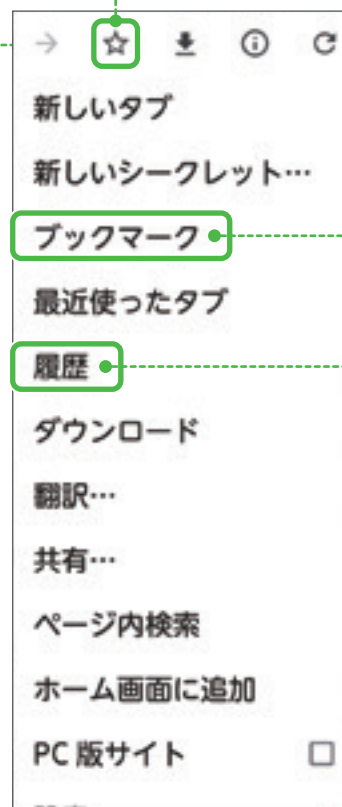 新しいタブ
新しいシークレット…
ブックマーク
最近使ったタブ
履歴
ダウンロード
翻訳…
共有…
ページ内検索
ホーム画面に追加
PC 版サイト